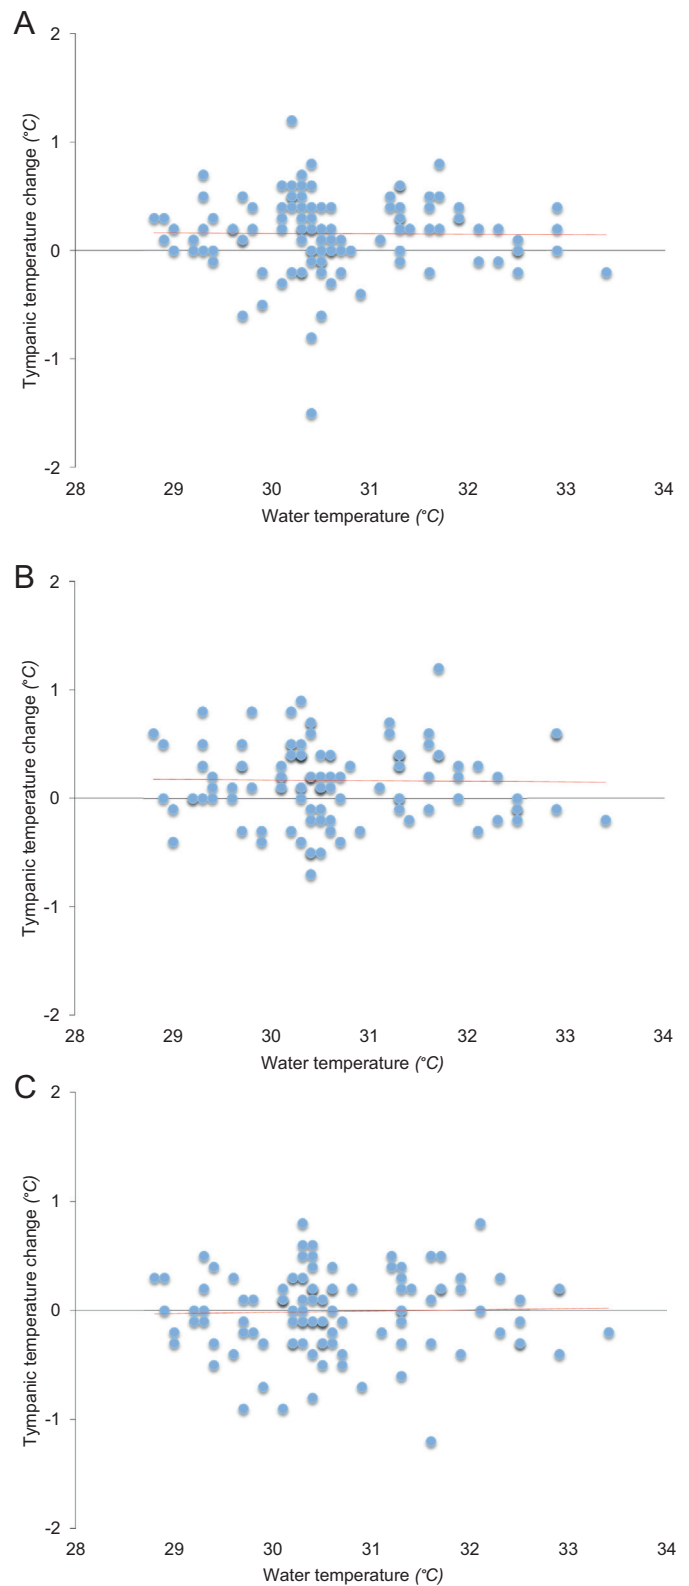 A
2
1
0
-1
-2
Tympanic temperature change (°C)
28 29 30 31 32 33 34
Water temperature (°C)
B
2
1
0
-1
-2
Tympanic temperature change (°C)
28 29 30 31 32 33 34
Water temperature (°C)
C
2
1
0
-1
-2
Tympanic temperature change (°C)
28 29 30 31 32 33 34
Water temperature (°C)